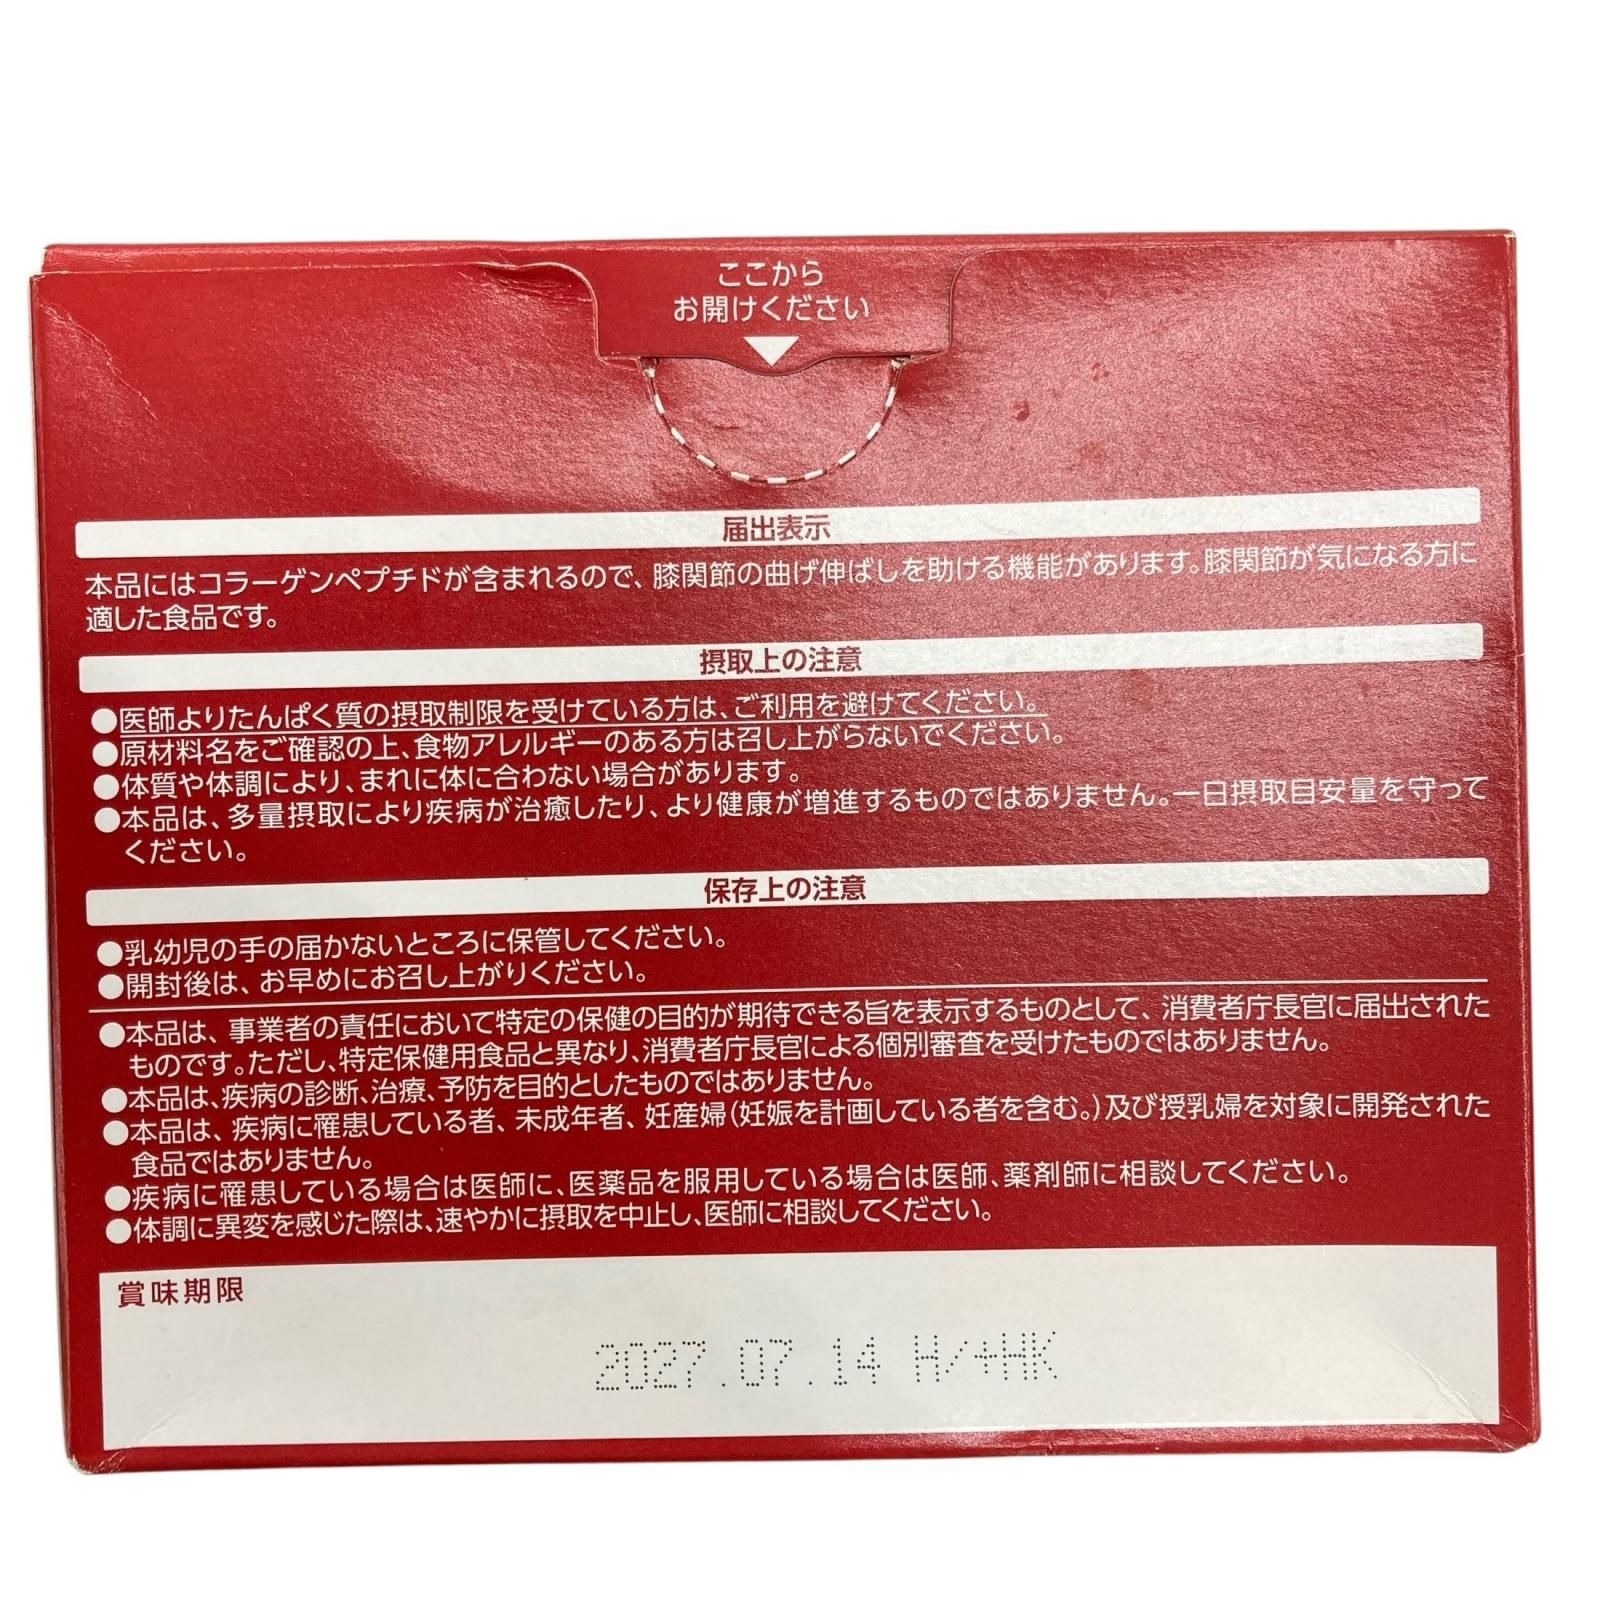 ここから
お開けください
届出表示
本品にはコラーゲンペプチドが含まれるので、膝関節の曲げ伸ばしを助ける機能があります。膝関節が気になる方に
適した食品です。
摂取上の注意
●医師よりたんぱく質の摂取制限を受けている方は、ご利用を避けてください。
●原材料名をご確認の上、食物アレルギーのある方は召し上がらないでください。
●体質や体調により、まれに体に合わない場合があります。
●本品は、多量摂取により疾病が治癒したり、より健康が増進するものではありません。一日摂取目安量を守って
ください。
保存上の注意
●乳幼児の手の届かないところに保管してください。
●開封後は、お早めにお召し上がりください。
●本品は、事業者の責任において特定の保健の目的が期待できる旨を表示するものとして、消費者庁長官に届出された
ものです。ただし、特定保健用食品と異なり、消費者庁長官による個別審査を受けたものではありません。
●本品は、疾病の診断、治療、予防を目的としたものではありません。
●本品は、疾病に罹患している者、未成年者、妊産婦(妊娠を計画している者を含む。)及び授乳婦を対象に開発された
食品ではありません。
●疾病に罹患している場合は医師に、医薬品を服用している場合は医師、薬剤師に相談してください。
●体調に異変を感じた際は、速やかに摂取を中止し、医師に相談してください。
賞味期限
2027.07.14 H/+HK